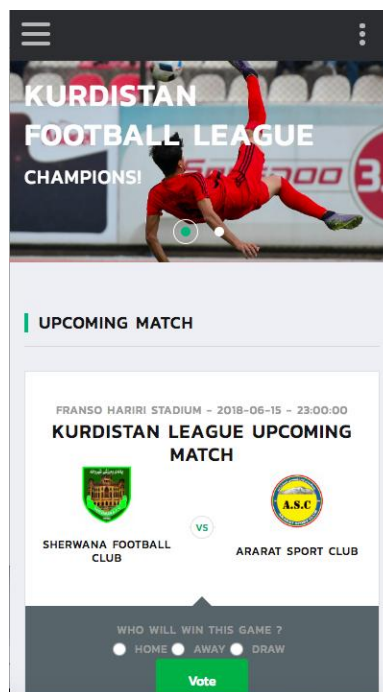 KURDISTAN
FOOTBALL LEAGUE
CHAMPIONS!
UPCOMING MATCH
FRANSO HARIRI STADIUM - 2018-06-15 - 23:00:00
KURDISTAN LEAGUE UPCOMING
MATCH
A.S.C
VS
SHERWANA FOOTBALL
CLUB
ARARAT SPORT CLUB
WHO WILL WIN THIS GAME ?
HOME AWAY DRAW
Vote